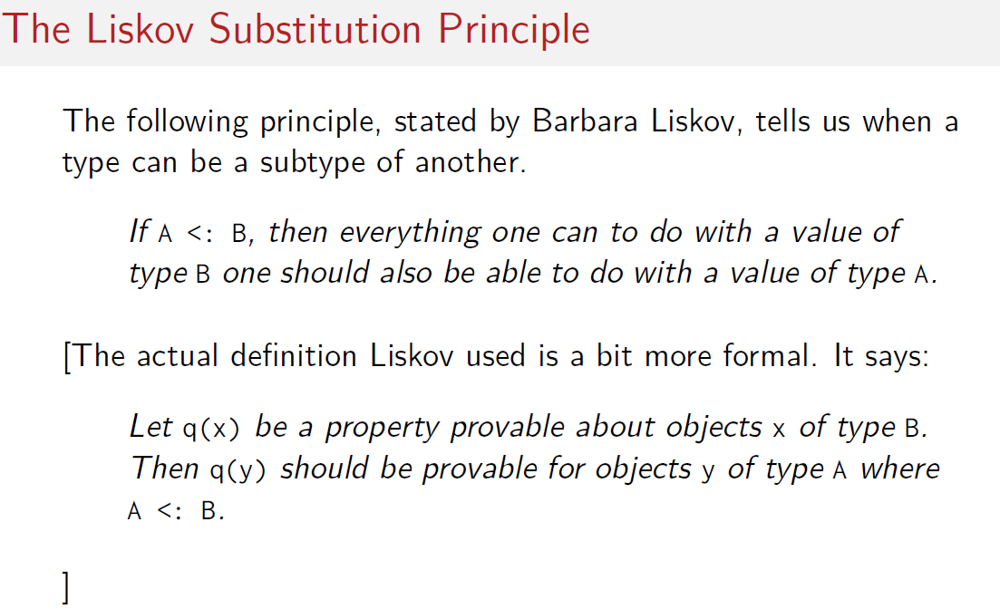 The Liskov Substitution Principle
The following principle, stated by Barbara Liskov, tells us when a
type can be a subtype of another.
If A <: B, then everything one can to do with a value of
type B one should also be able to do with a value of type A.
[The actual definition Liskov used is a bit more formal. It says:
Let q(x) be a property provable about objects x of type B.
Then q(y) should be provable for objects y of type A where
A <: B.
]